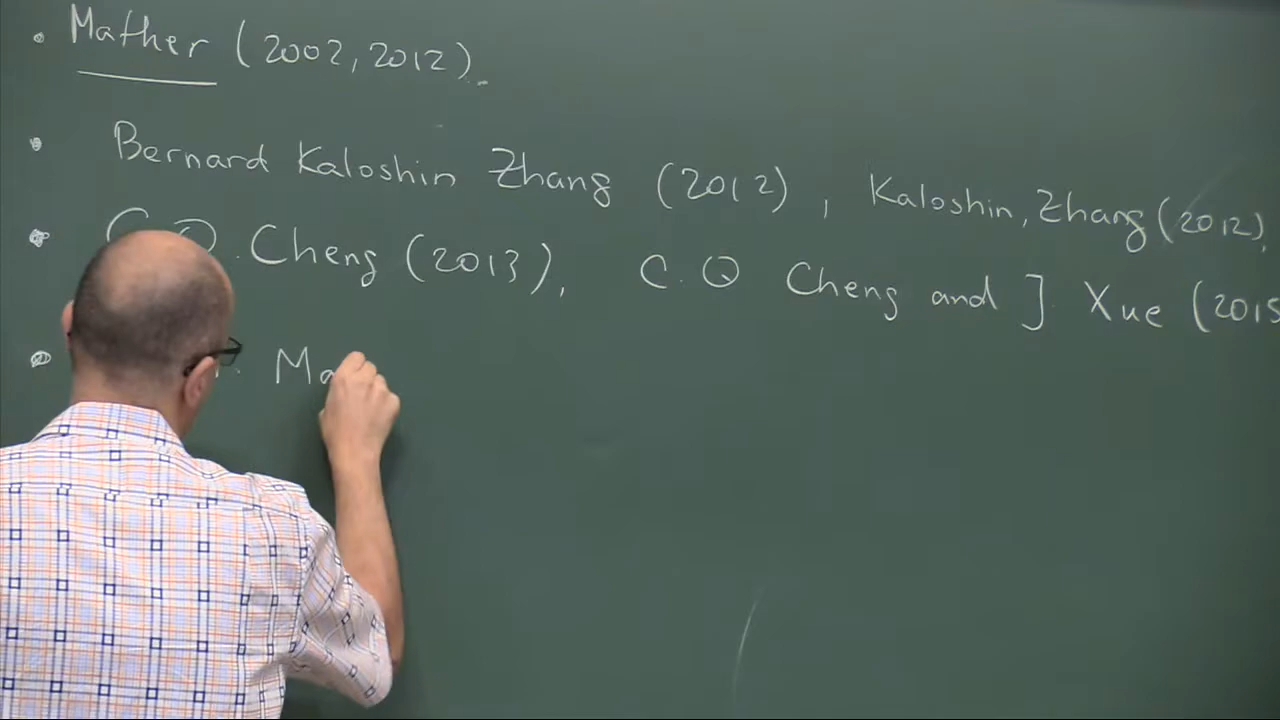 • Mather (2002, 2012).
• Bernard Kaloshin Zhang (2012), Kaloshin, Zhang (2012),
• C.Q. Cheng (2013), C.Q Cheng and J Xue (2015
• Ma